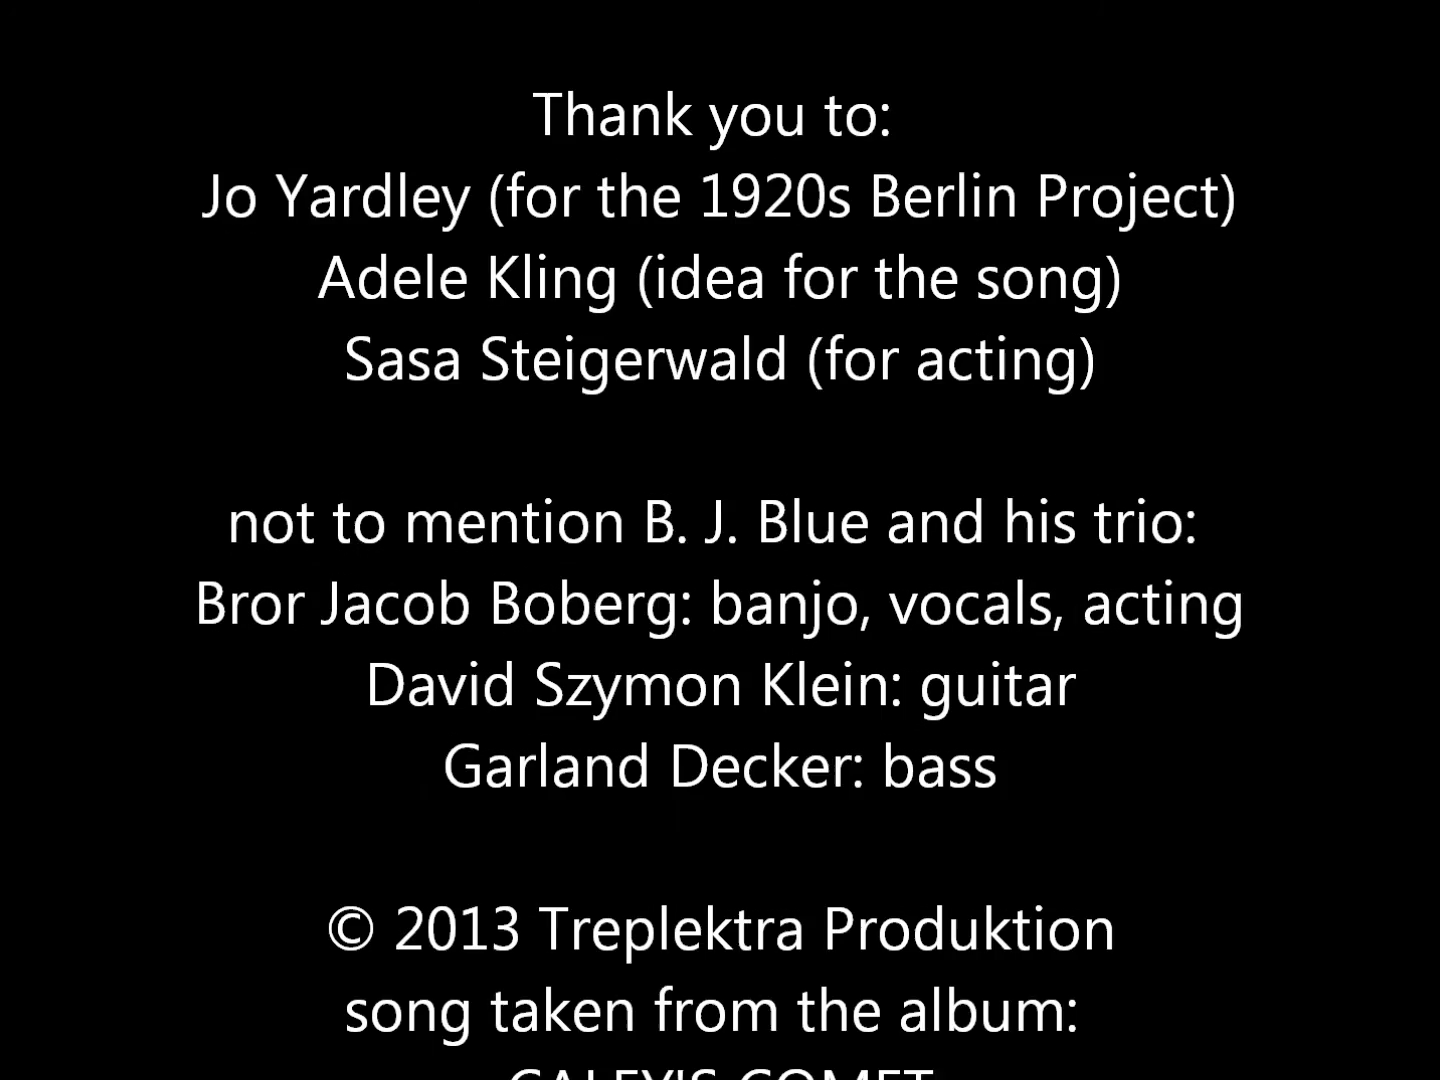 Thank you to:
Jo Yardley (for the 1920s Berlin Project)
Adele Kling (idea for the song)
Sasa Steigerwald (for acting)
not to mention B. J. Blue and his trio:
Bror Jacob Boberg: banjo, vocals, acting
David Szymon Klein: guitar
Garland Decker: bass
© 2013 Treplektra Produktion
song taken from the album:
COMET